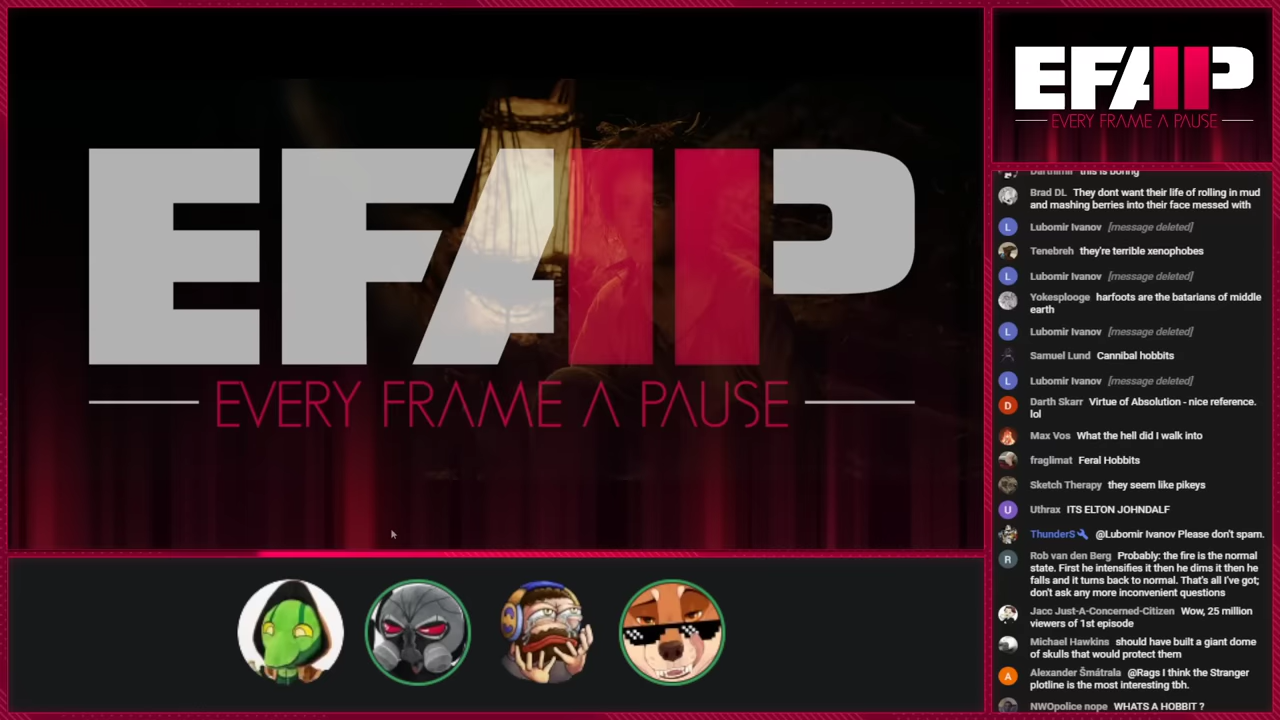 EFAP
EVERY FRAME A PAUSE
EFAP
EVERY FRAME A PAUSE
Darthimir this is boring
Brad DL They dont want their life of rolling in mud
and mashing berries into their face messed with
L Lubomir Ivanov [message deleted]
Tenebreh they're terrible xenophobes
L Lubomir Ivanov [message deleted]
Yokesplooge harfoots are the batarians of middle
earth
L Lubomir Ivanov [message deleted]
Samuel Lund Cannibal hobbits
L Lubomir Ivanov [message deleted]
D Darth Skarr Virtue of Absolution - nice reference.
lol
Max Vos What the hell did I walk into
fraglimat Feral Hobbits
Sketch Therapy they seem like pikeys
U Uthrax ITS ELTON JOHNDALF
ThunderS @Lubomir Ivanov Please don't spam.
R Rob van den Berg Probably: the fire is the normal
state. First he intensifies it then he dims it then he
falls and it turns back to normal. That's all I've got;
don't ask any more inconvenient questions
Jacc Just-A-Concerned-Citizen Wow, 25 million
viewers of 1st episode
Michael Hawkins should have built a giant dome
of skulls that would protect them
A Alexander Šmátrala @Rags I think the Stranger
plotline is the most interesting tbh.
NWOpolice nope WHATS A HOBBIT ?